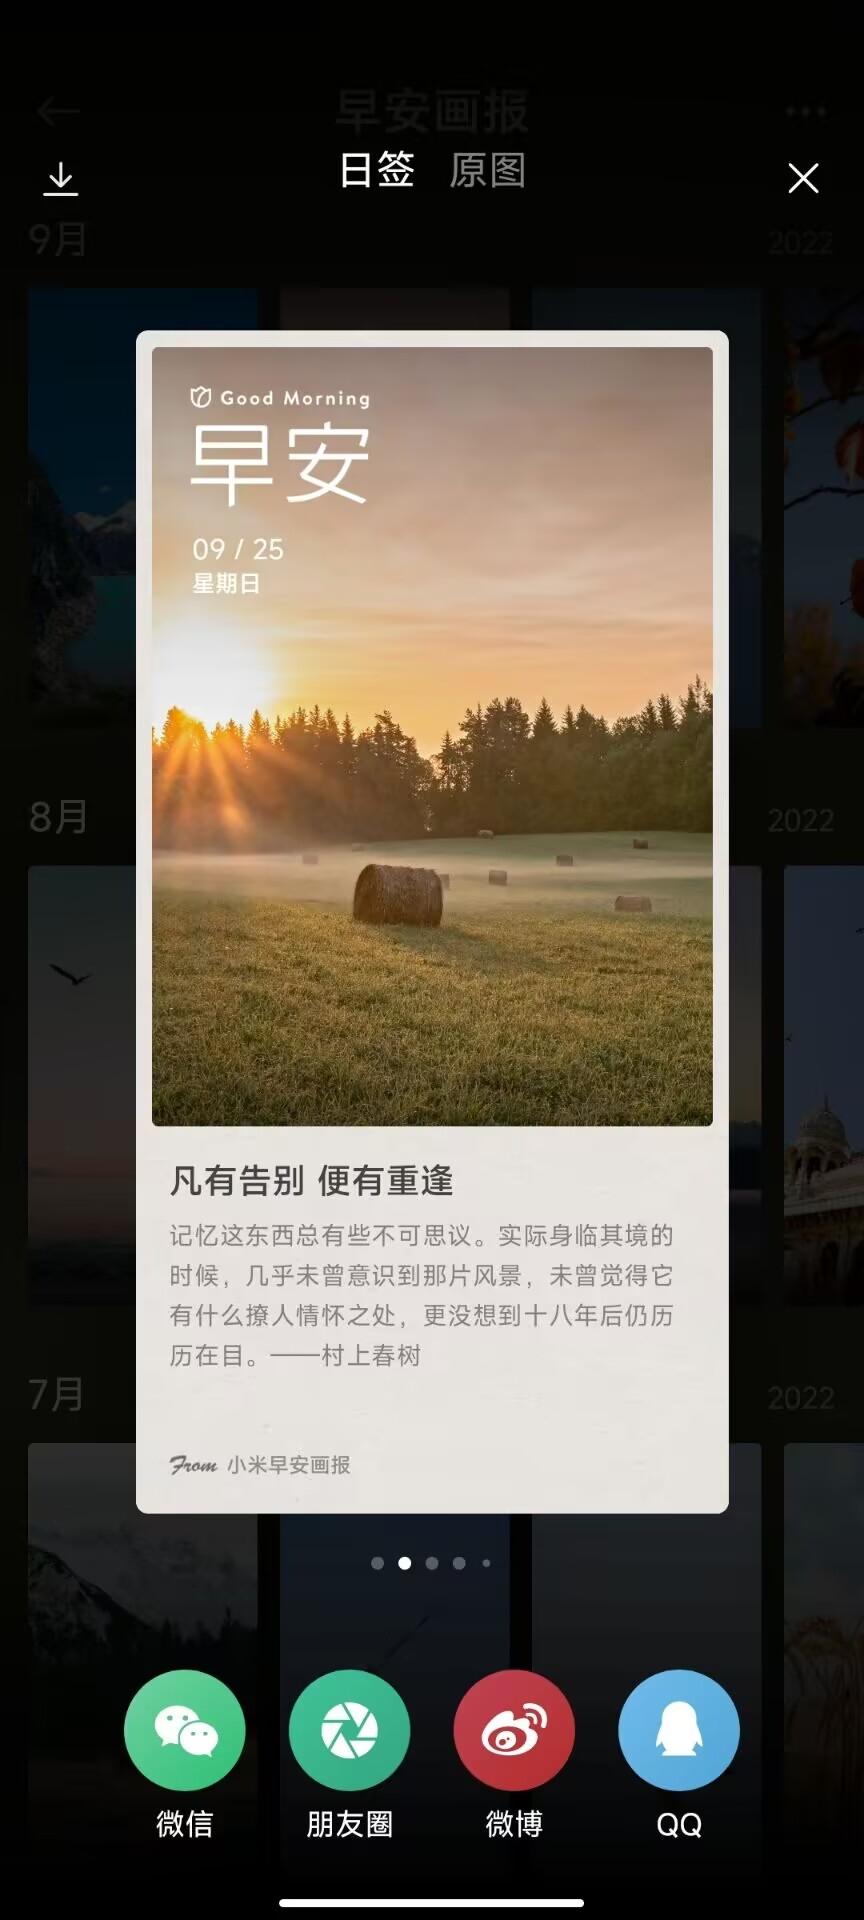 早安画报
日签 原图
9月 2022
Good Morning
早安
09 / 25
星期日
8月 2022
凡有告别 便有重逢
记忆这东西总有些不可思议。实际身临其境的
时候，几乎未曾意识到那片风景，未曾觉得它
有什么撩人情怀之处，更没想到十八年后仍历
历在目。——村上春树
7月 2022
From 小米早安画报
微信 朋友圈 微博 QQ